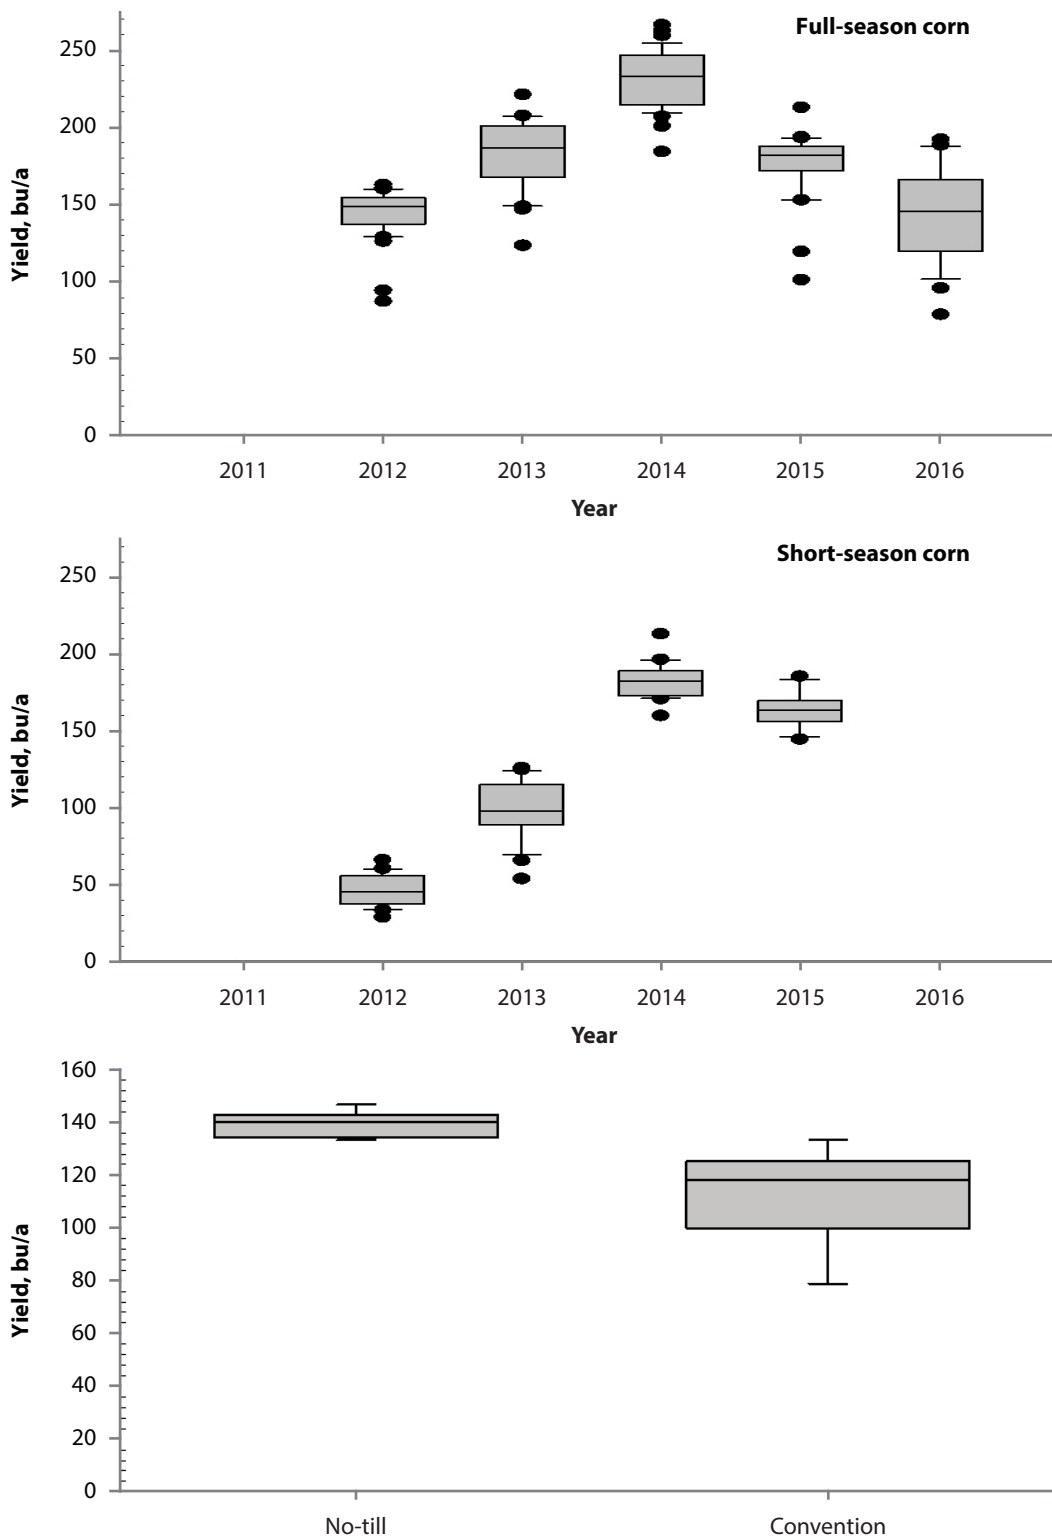 Full-season corn
Yield, bu/a
250
200
150
100
50
0
2011 2012 2013 2014 2015 2016
Year
Short-season corn
Yield, bu/a
250
200
150
100
50
0
2011 2012 2013 2014 2015 2016
Year
Yield, bu/a
160
140
120
100
80
60
40
20
0
No-till Convention